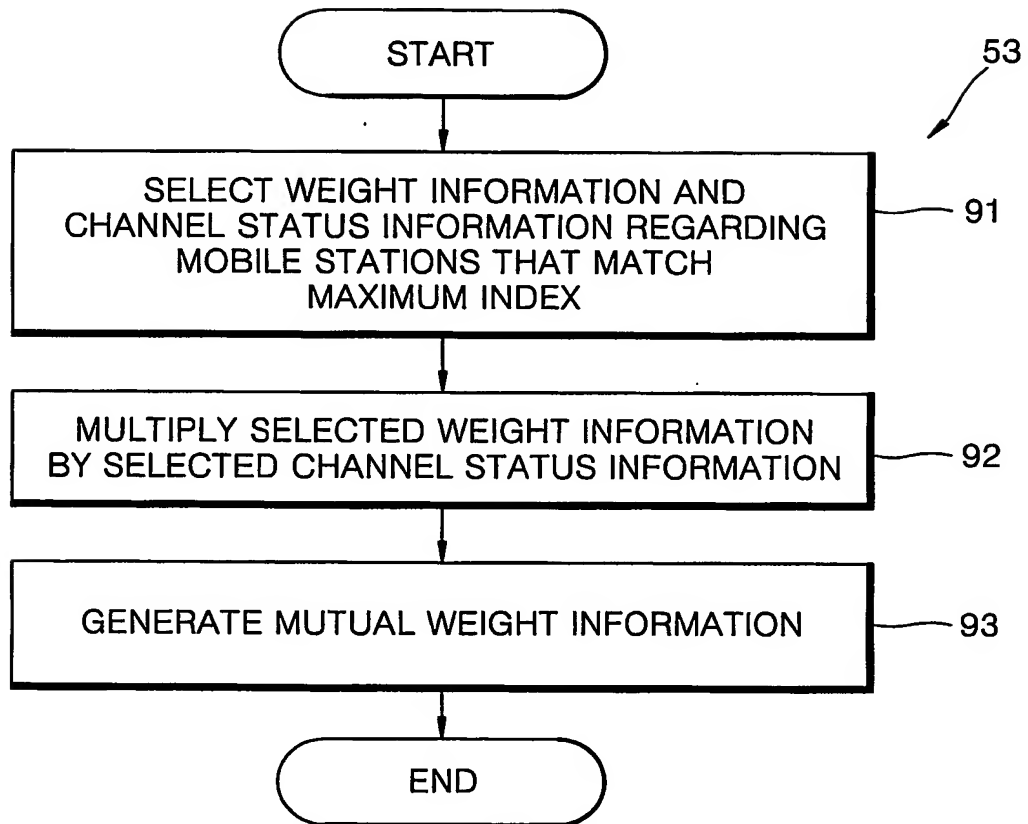 START
53
SELECT WEIGHT INFORMATION AND
CHANNEL STATUS INFORMATION REGARDING
MOBILE STATIONS THAT MATCH
MAXIMUM INDEX
91
MULTIPLY SELECTED WEIGHT INFORMATION
BY SELECTED CHANNEL STATUS INFORMATION
92
GENERATE MUTUAL WEIGHT INFORMATION
93
END